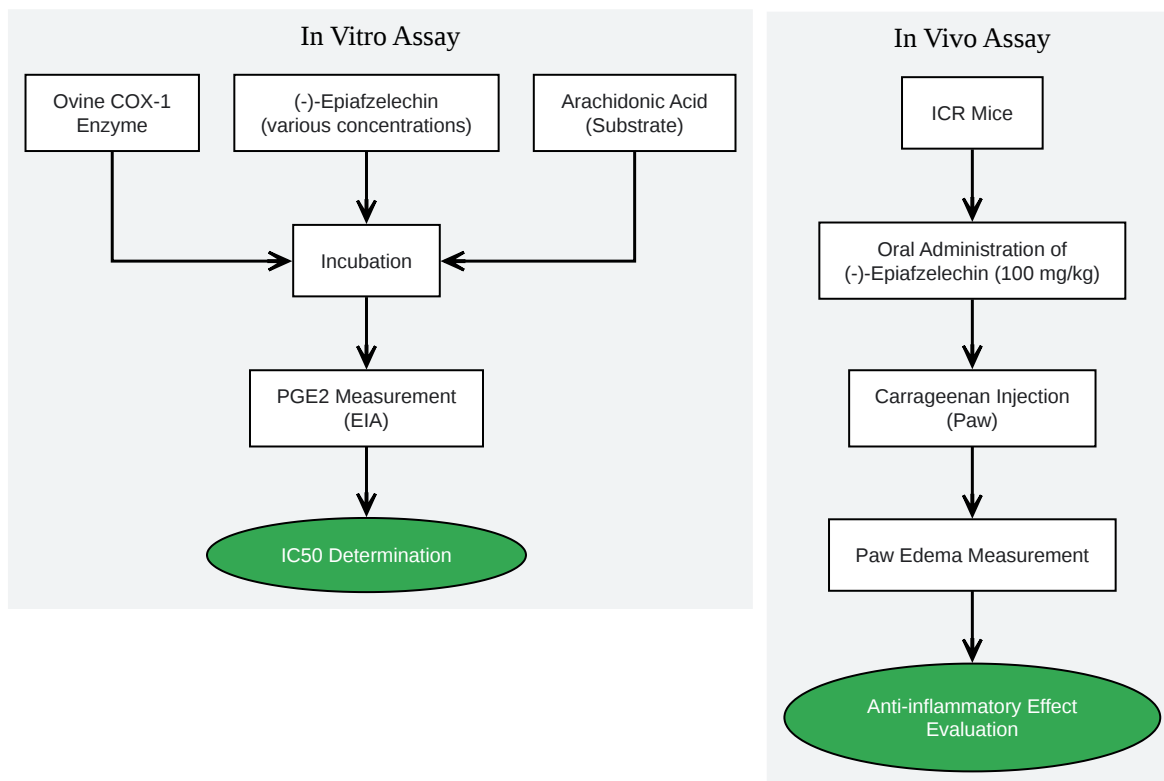 In Vitro Assay
Ovine COX-1
Enzyme
(-)-Epiafzelechin
(various concentrations)
Arachidonic Acid
(Substrate)
Incubation
PGE2 Measurement
(EIA)
IC50 Determination
In Vivo Assay
ICR Mice
Oral Administration of
(-)-Epiafzelechin (100 mg/kg)
Carrageenan Injection
(Paw)
Paw Edema Measurement
Anti-inflammatory Effect
Evaluation